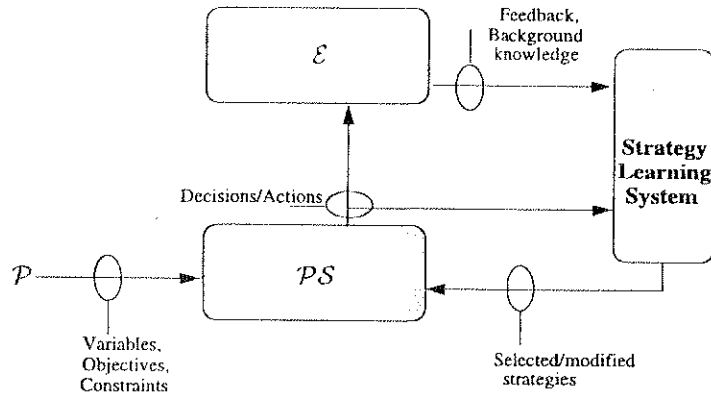 Feedback,
Background
knowledge
ℰ
Strategy
Learning
System
Decisions/Actions
𝒫
𝒫𝒮
Variables,
Objectives,
Constraints
Selected/modified
strategies